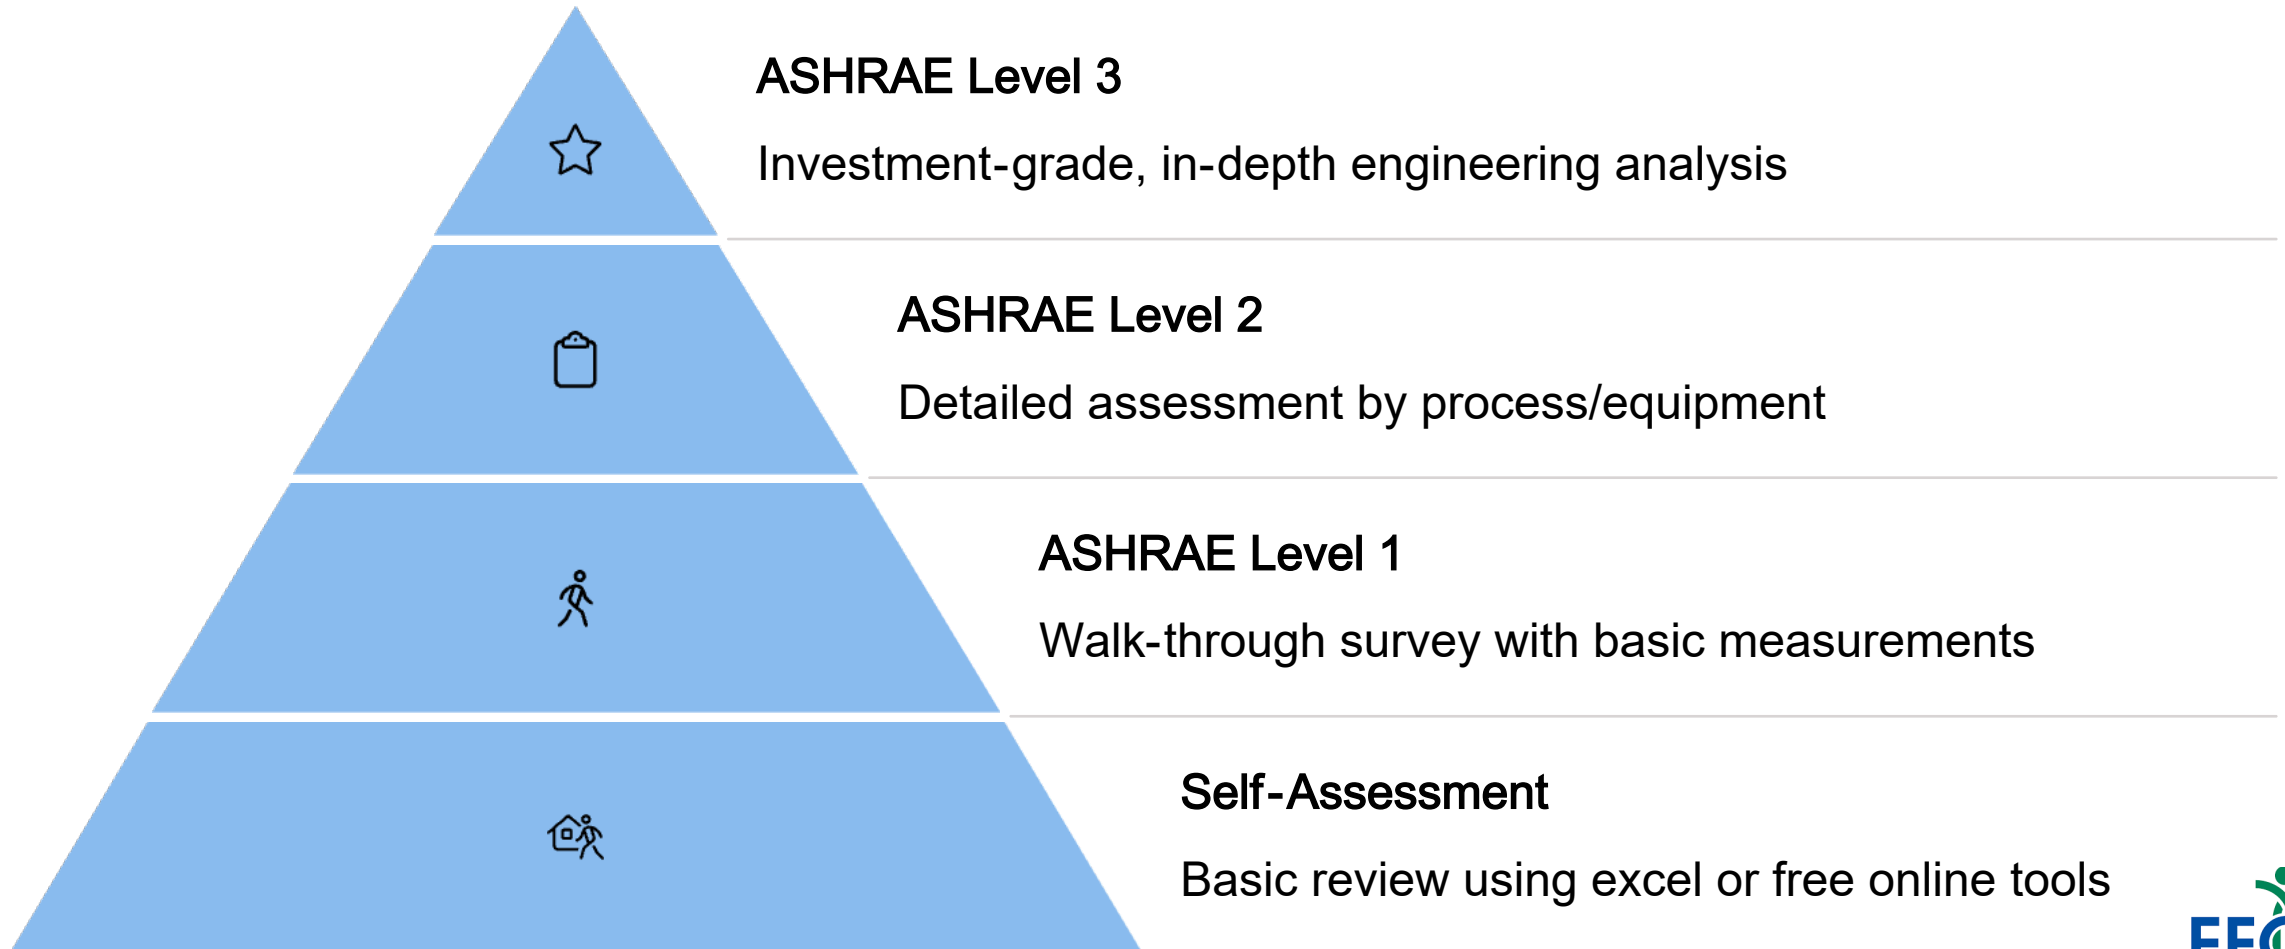 ASHRAE Level 3
Investment-grade, in-depth engineering analysis
ASHRAE Level 2
Detailed assessment by process/equipment
ASHRAE Level 1
Walk-through survey with basic measurements
Self-Assessment
Basic review using excel or free online tools